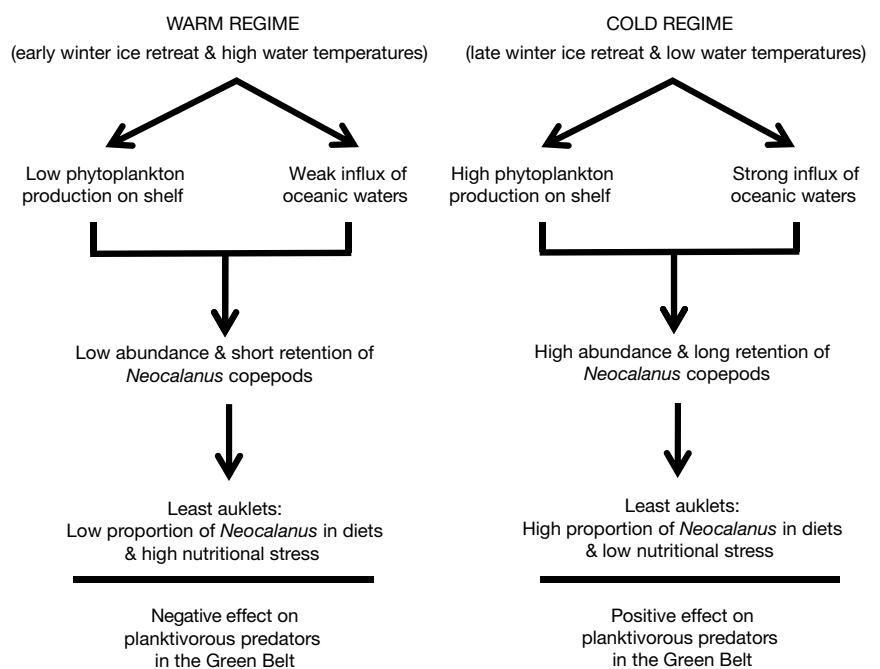 WARM REGIME
(early winter ice retreat & high water temperatures)
Low phytoplankton
production on shelf
Weak influx of
oceanic waters
Low abundance & short retention of
Neocalanus copepods
Least auklets:
Low proportion of Neocalanus in diets
& high nutritional stress
Negative effect on
planktivorous predators
in the Green Belt
COLD REGIME
(late winter ice retreat & low water temperatures)
High phytoplankton
production on shelf
Strong influx of
oceanic waters
High abundance & long retention of
Neocalanus copepods
Least auklets:
High proportion of Neocalanus in diets
& low nutritional stress
Positive effect on
planktivorous predators
in the Green Belt